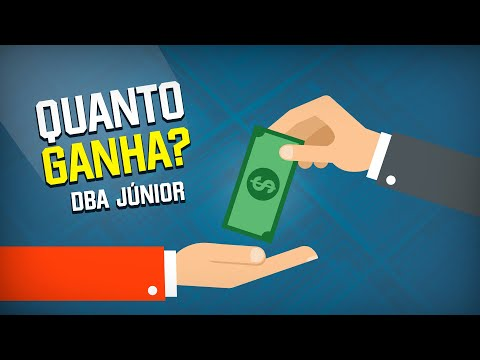 QUANTO
GANHA?
DBA JÚNIOR
$